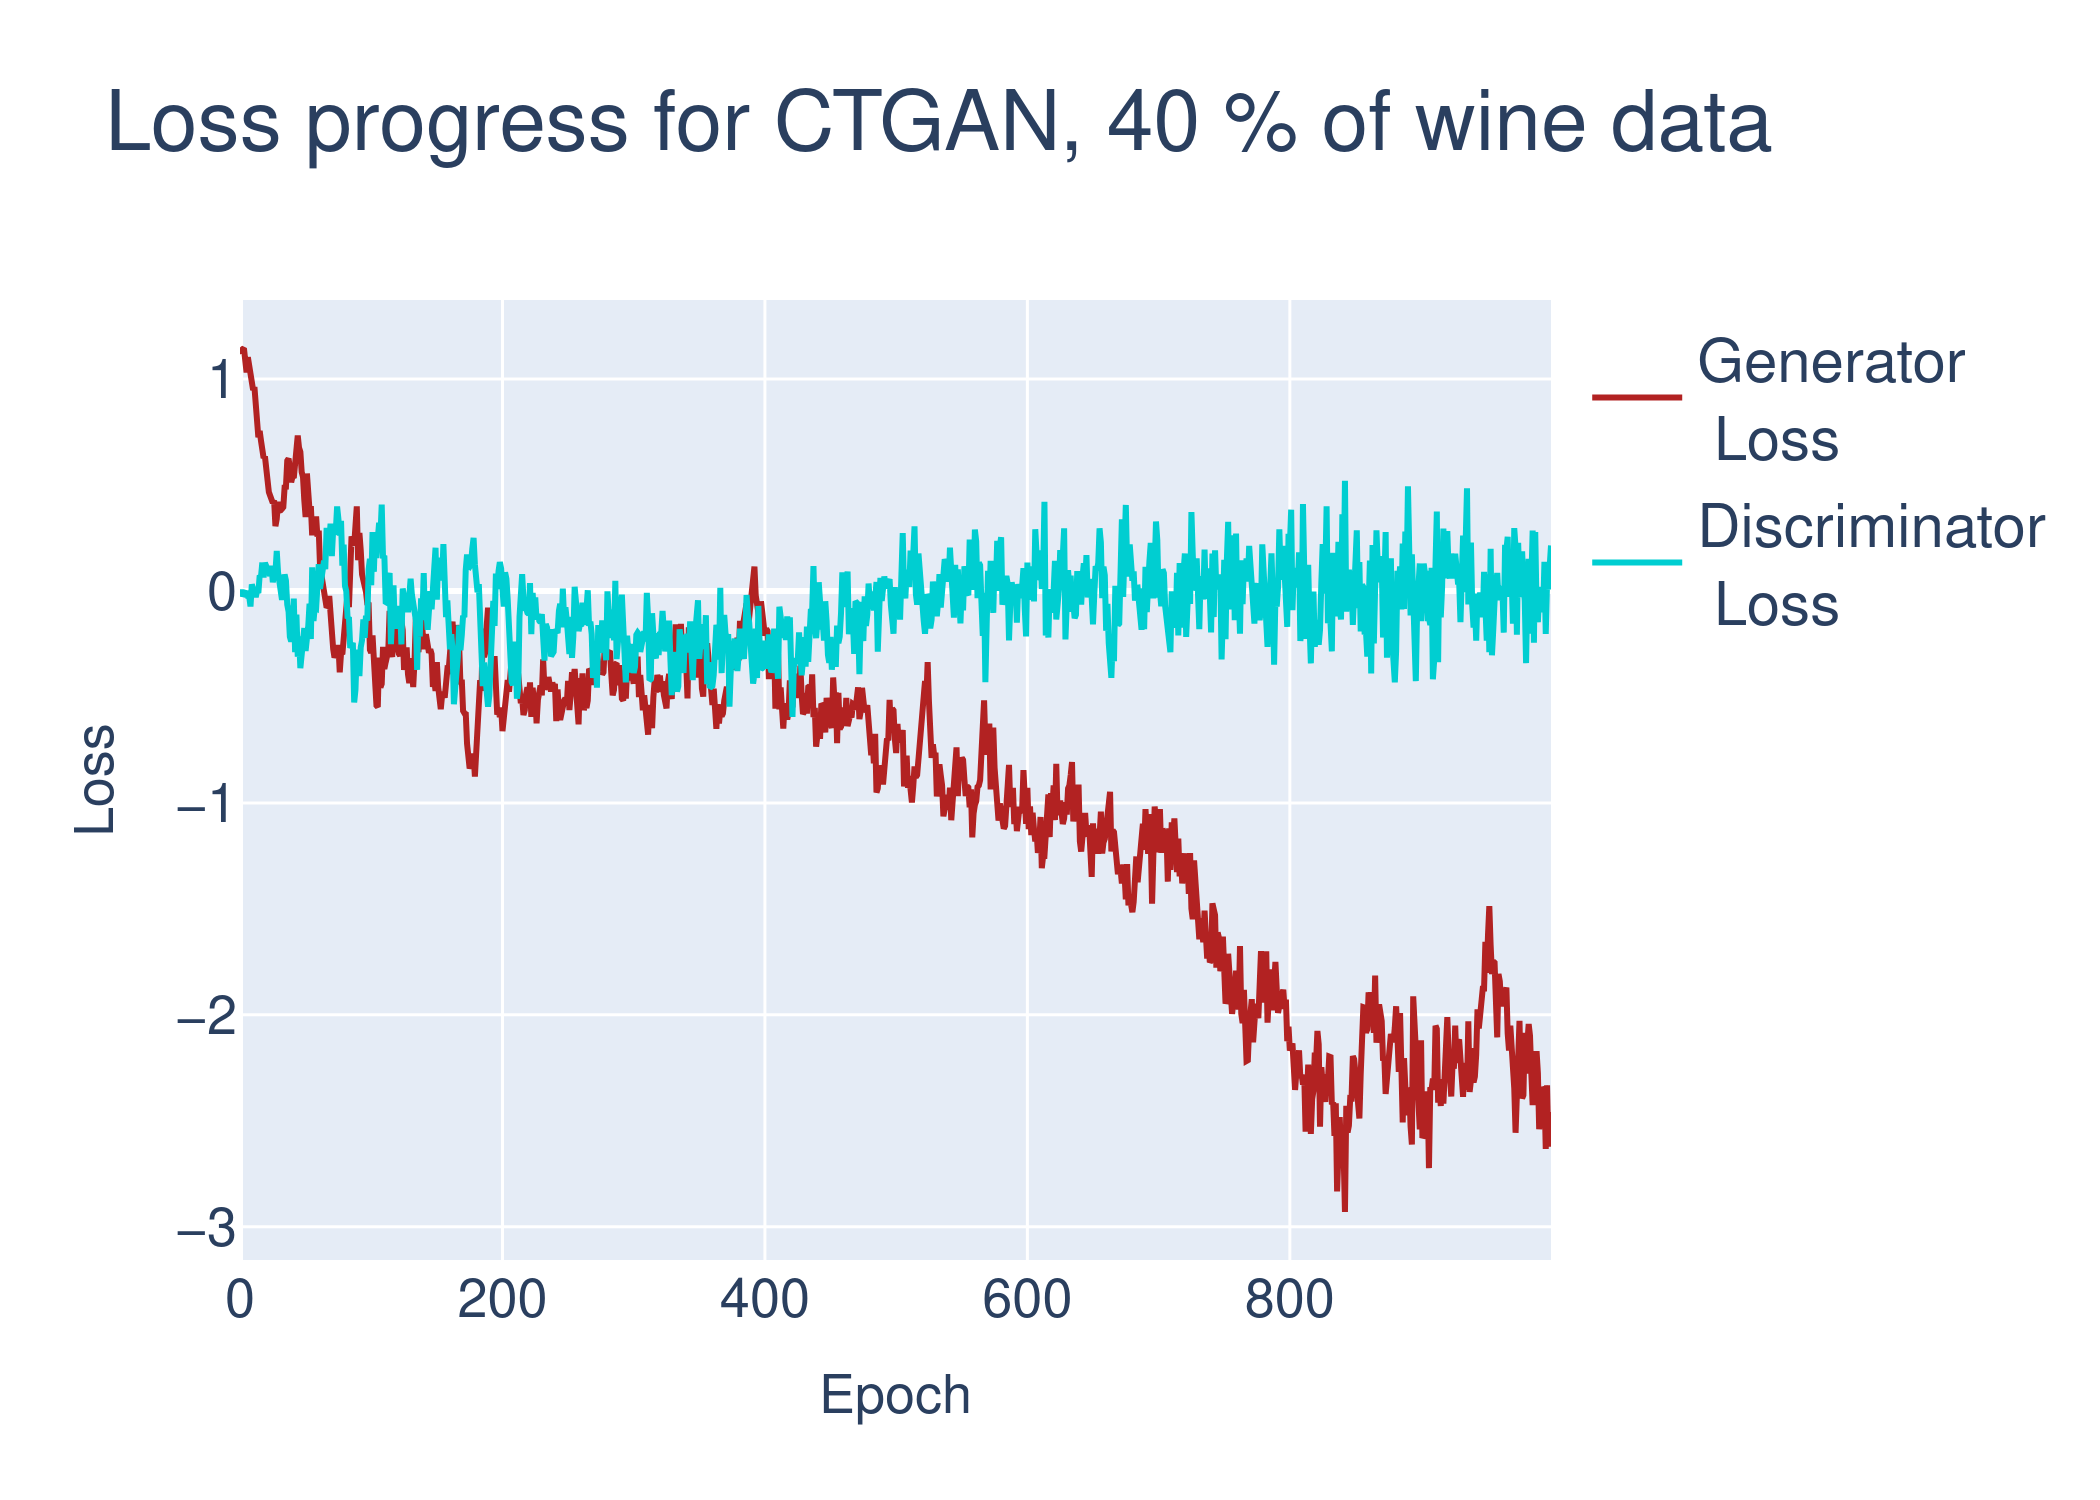 Loss progress for CTGAN, 40 % of wine data
Generator
Loss
Discriminator
Loss
1
0
−1
−2
−3
Loss
0 200 400 600 800
Epoch